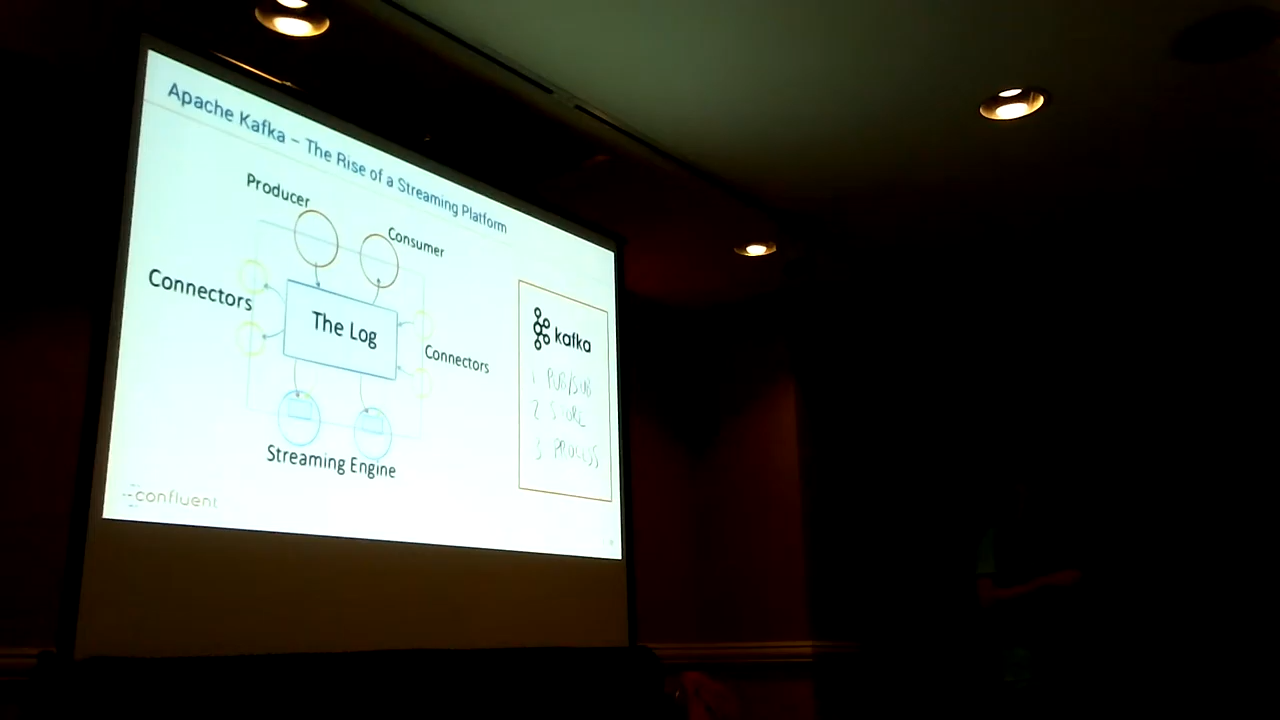 Apache Kafka – The Rise of a Streaming Platform
Producer
Consumer
Connectors
The Log
Connectors
Streaming Engine
kafka
1 PUB/SUB
2 STORE
3 PROCESS
confluent